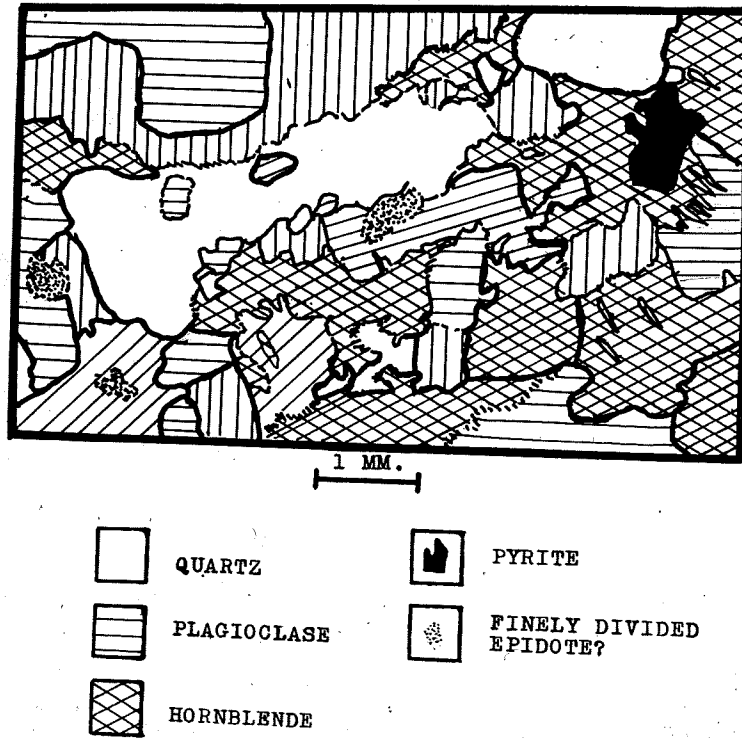 1 MM.
QUARTZ
PYRITE
PLAGIOCLASE
FINELY DIVIDED
EPIDOTE?
HORNBLENDE